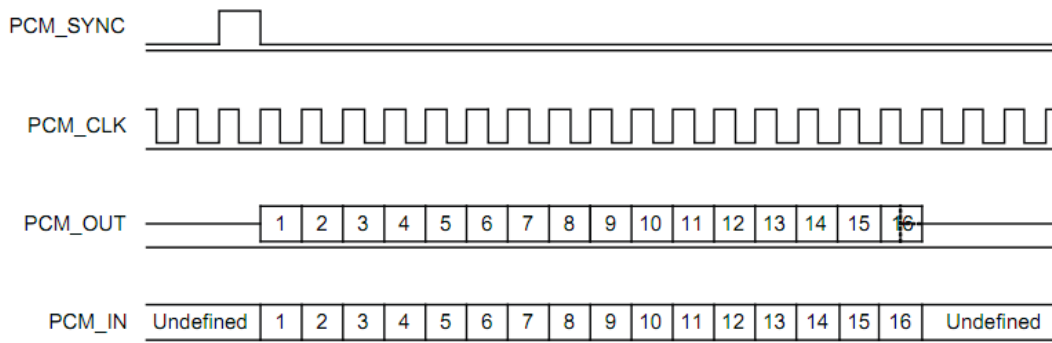 PCM_SYNC
PCM_CLK
PCM_OUT 1 2 3 4 5 6 7 8 9 10 11 12 13 14 15 16
PCM_IN Undefined 1 2 3 4 5 6 7 8 9 10 11 12 13 14 15 16 Undefined